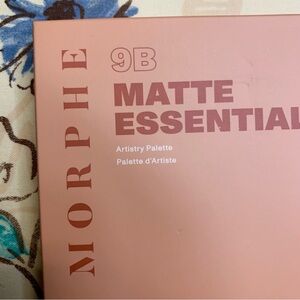 MORPHE
9B
MATTE
ESSENTIAL
Artistry Palette
Palette d'Artiste